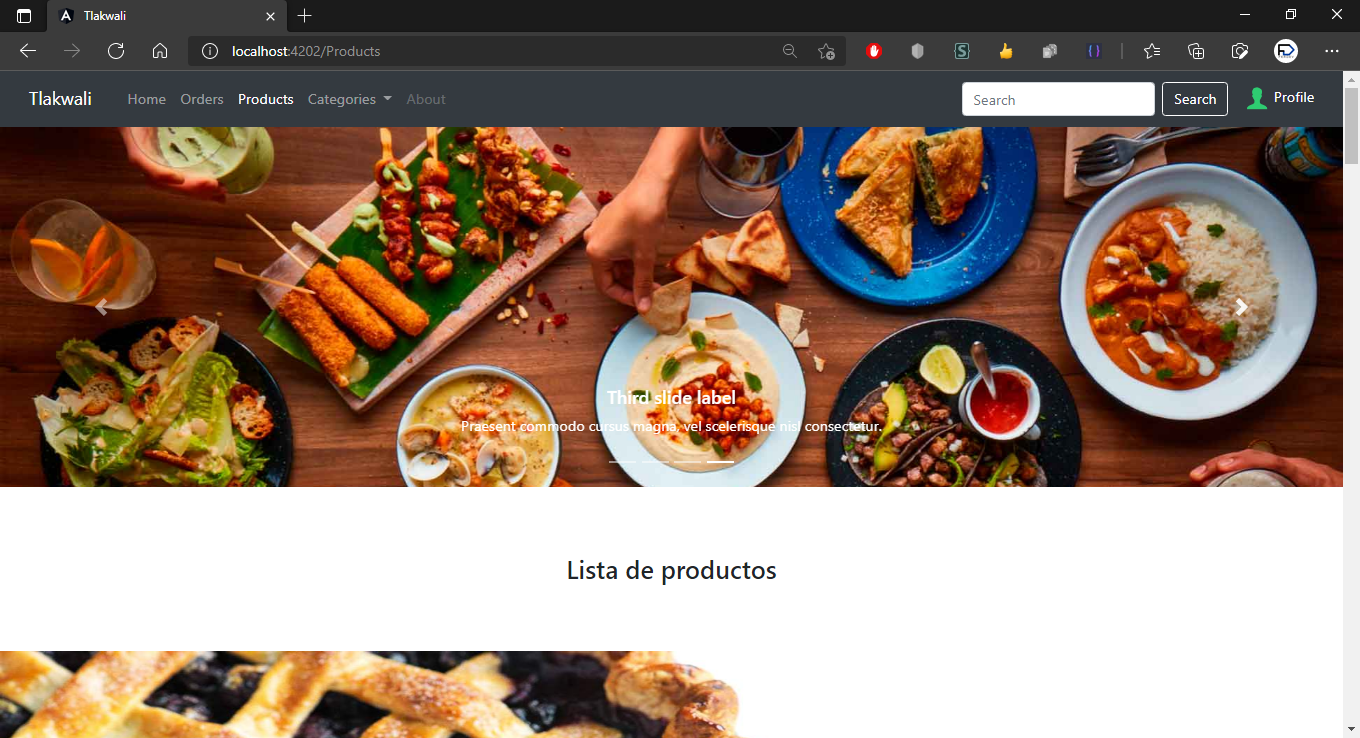 Tlakwali
localhost:4202/Products
Tlakwali
Home Orders Products Categories About
Search
Search
Profile
Third slide label
Praesent commodo cursus magna, vel scelerisque nisl consectetur.
Lista de productos